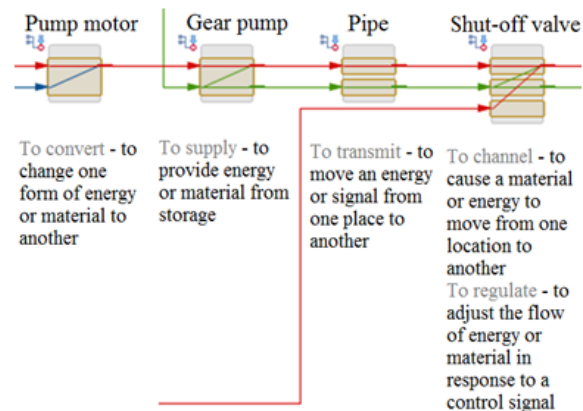 Pump motor
Gear pump
Pipe
Shut-off valve
To convert - to
change one
form of energy
or material to
another
To supply - to
provide energy
or material from
storage
To transmit - to
move an energy
or signal from
one place to
another
To channel - to
cause a material
or energy to
move from one
location to
another
To regulate - to
adjust the flow
of energy or
material in
response to a
control signal